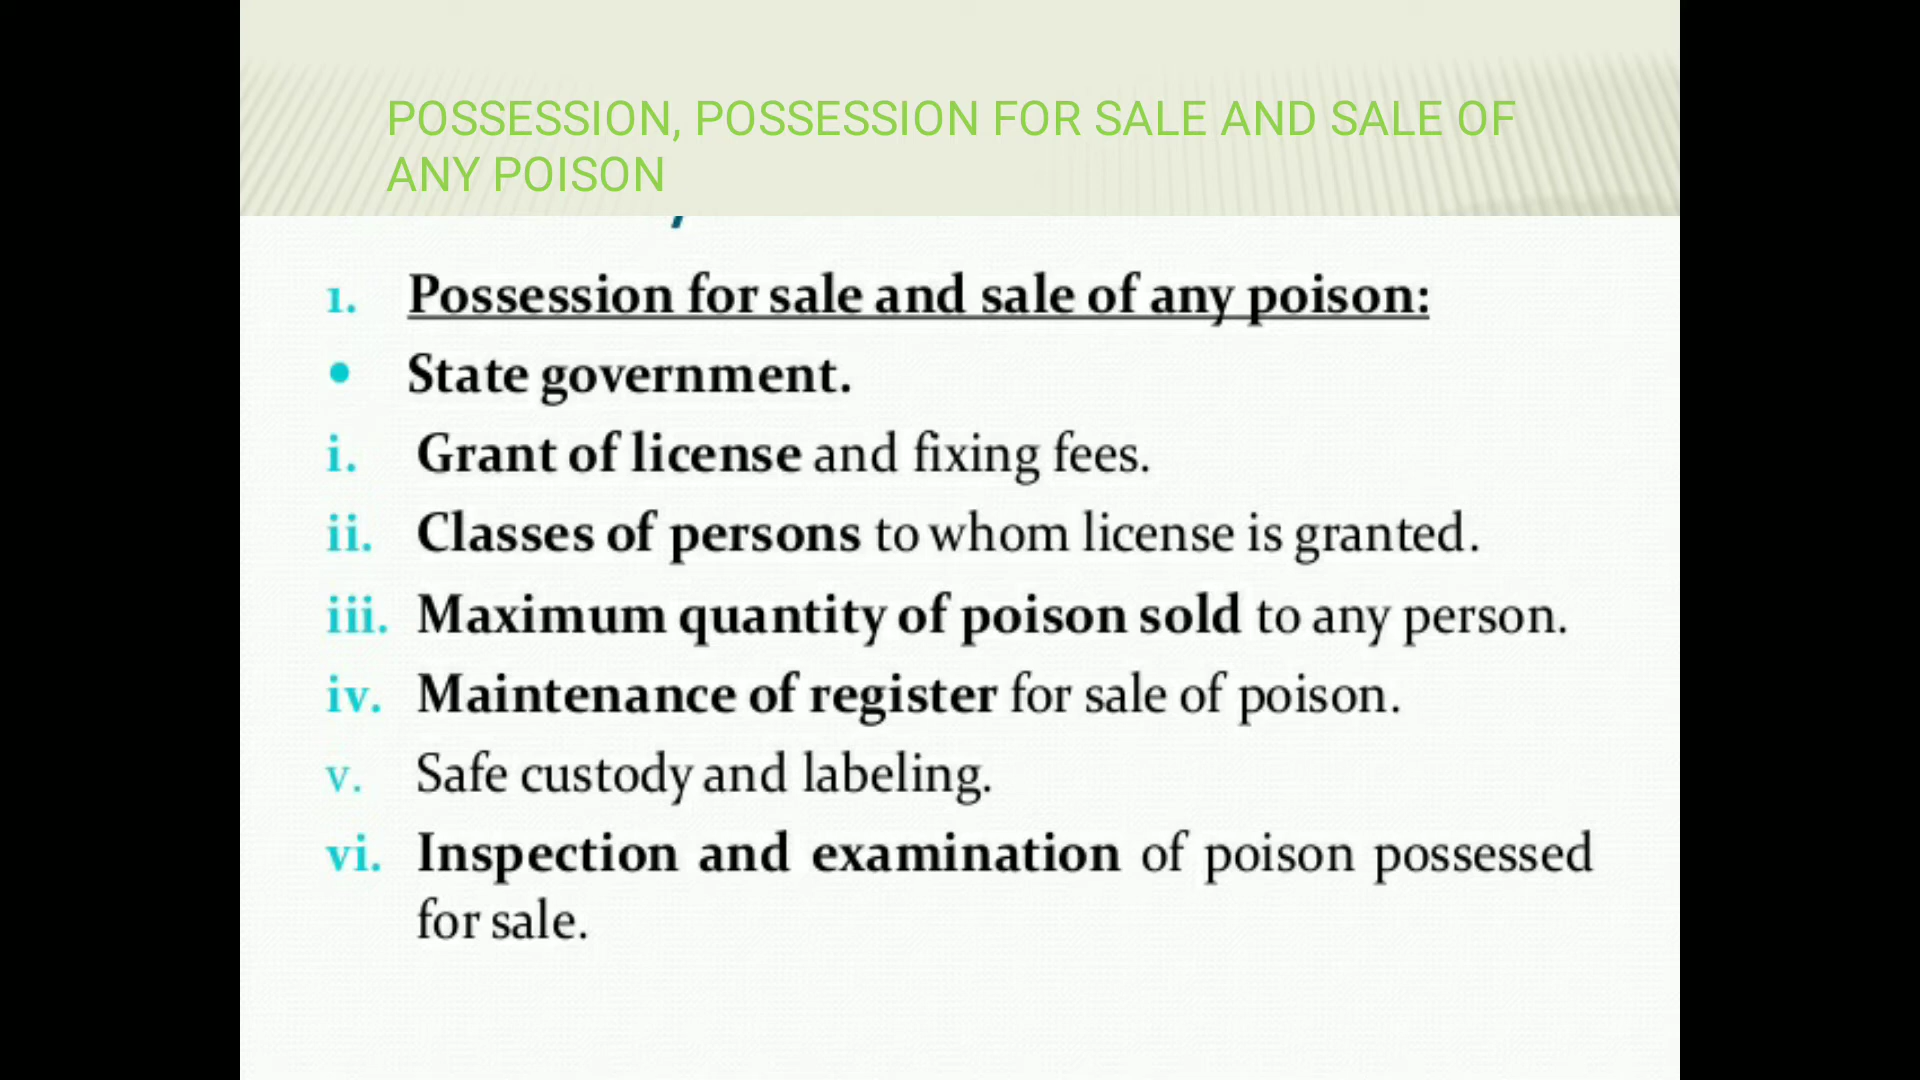 POSSESSION, POSSESSION FOR SALE AND SALE OF
ANY POISON
1. Possession for sale and sale of any poison:
• State government.
i. Grant of license and fixing fees.
ii. Classes of persons to whom license is granted.
iii. Maximum quantity of poison sold to any person.
iv. Maintenance of register for sale of poison.
v. Safe custody and labeling.
vi. Inspection and examination of poison possessed
for sale.